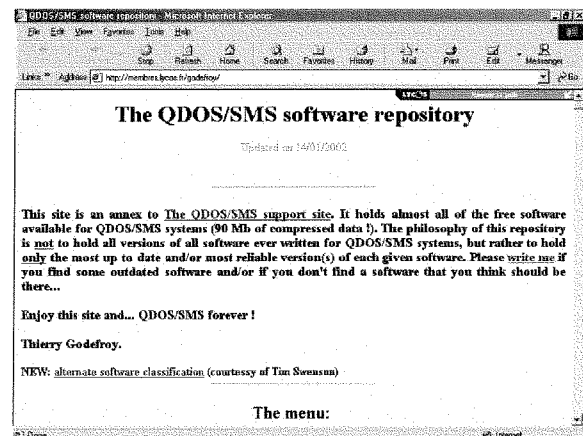 QDOS/SMS software repository - Microsoft Internet Explorer
File Edit View Favorites Tools Help
Stop Refresh Home Search Favorites History Mail Print Edit Messenger
Links » Address http://membres.lycos.fr/godefroy/ Go
LYCOS
The QDOS/SMS software repository
Updated on 14/01/2002
This site is an annex to The QDOS/SMS support site. It holds almost all of the free software
available for QDOS/SMS systems (90 Mb of compressed data !). The philosophy of this repository
is not to hold all versions of all software ever written for QDOS/SMS systems, but rather to hold
only the most up to date and/or most reliable version(s) of each given software. Please write me if
you find some outdated software and/or if you don't find a software that you think should be
there...
Enjoy this site and... QDOS/SMS forever !
Thierry Godefroy.
NEW: alternate software classification (courtessy of Tim Swenson)
The menu:
Done Internet